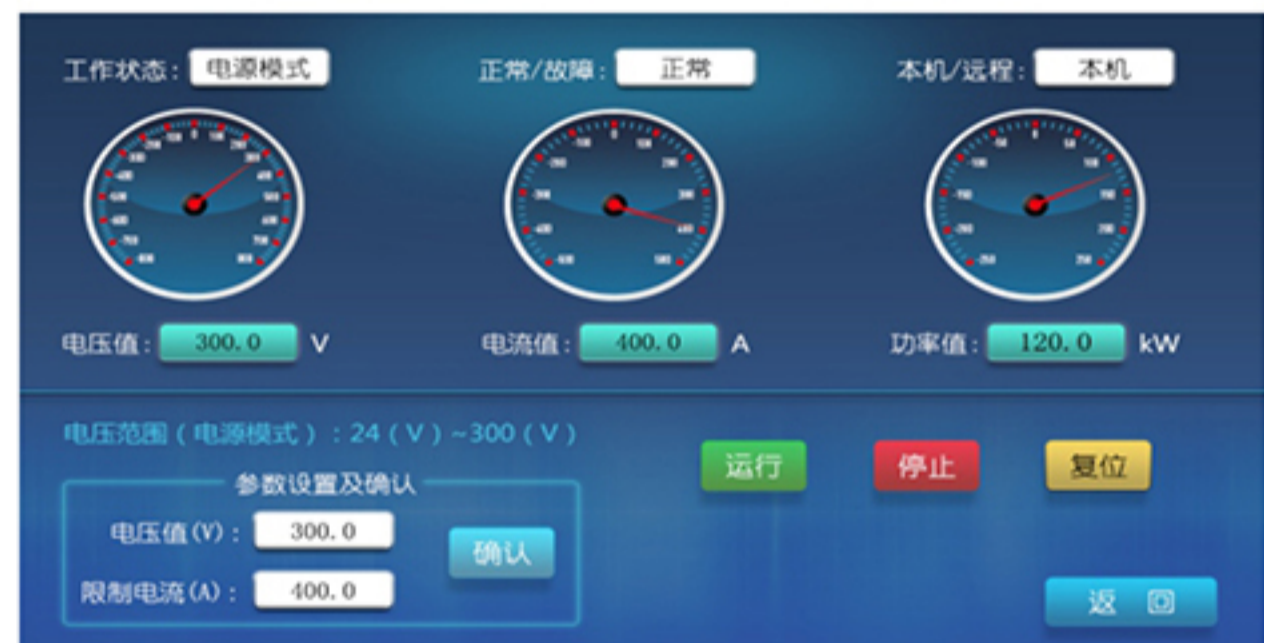 工作状态： 电源模式 正常/故障： 正常 本机/远程： 本机
电压值： 300.0 V 电流值： 400.0 A 功率值： 120.0 kW
电压范围（电源模式）：24（V）~300（V）
运行 停止 复位
参数设置及确认
电压值(V)： 300.0
确认
限制电流(A)： 400.0
返 回